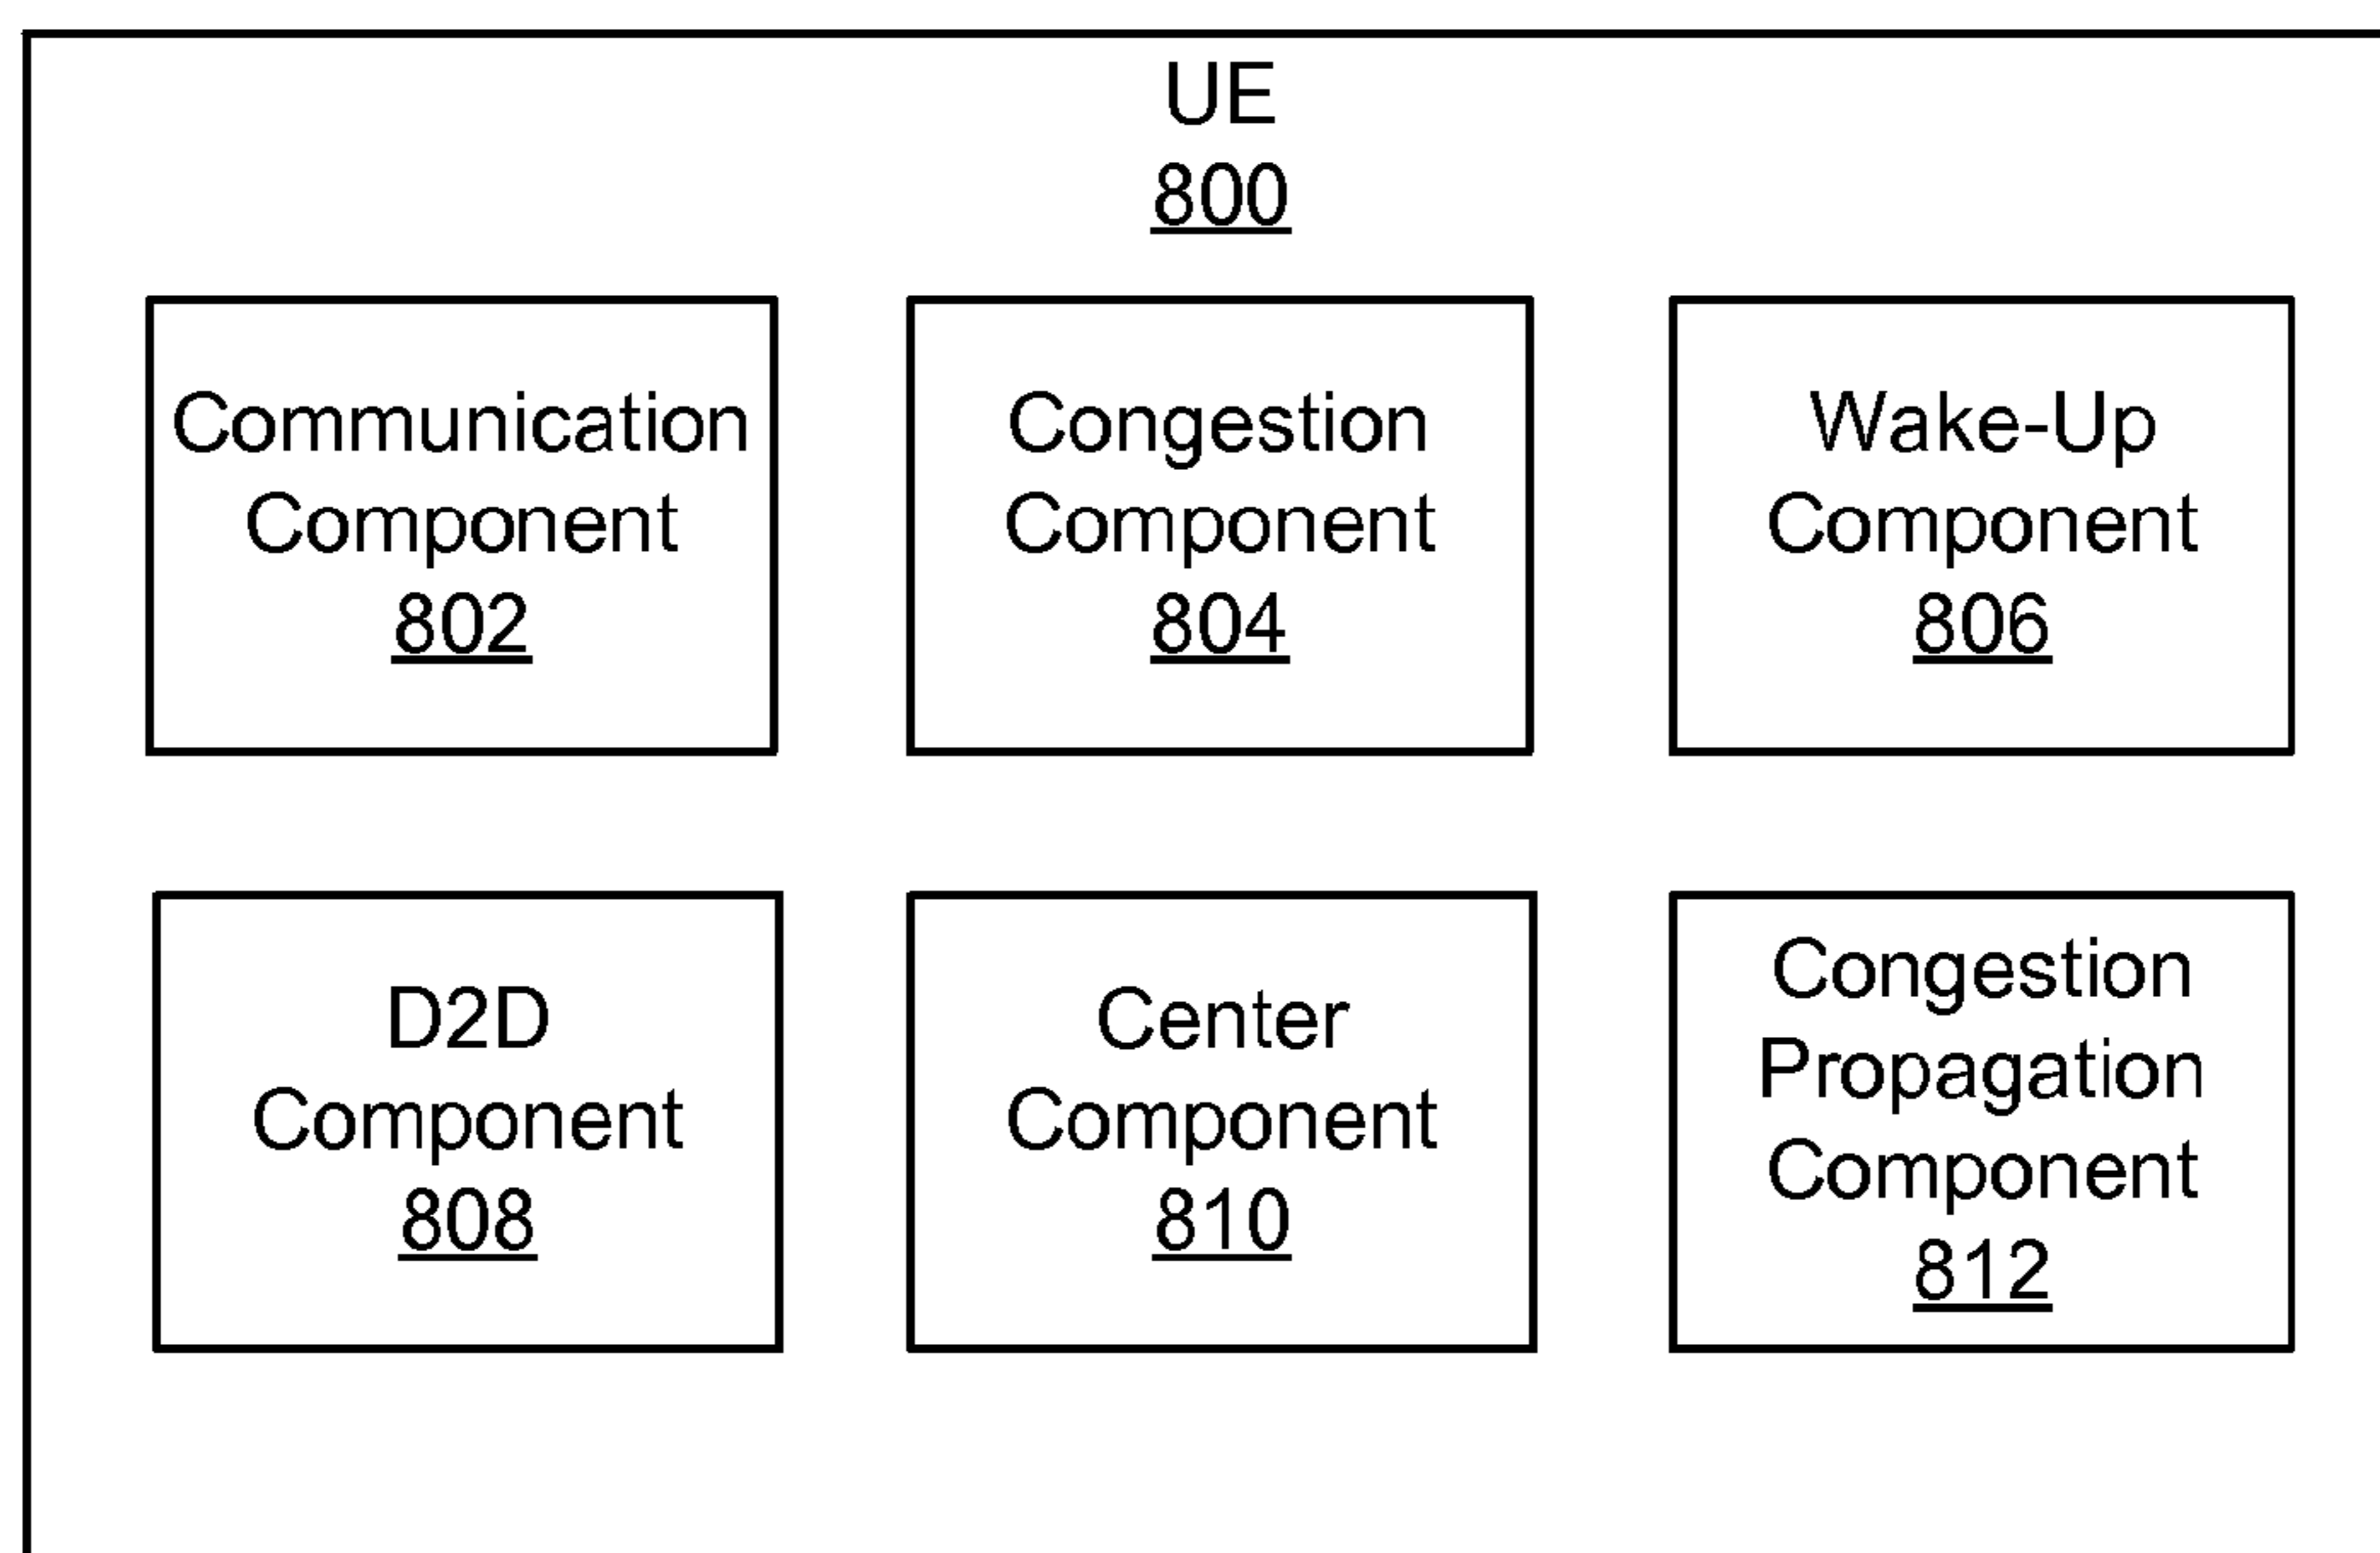 UE
800
Communication
Component
802
Congestion
Component
804
Wake-Up
Component
806
D2D
Component
808
Center
Component
810
Congestion
Propagation
Component
812